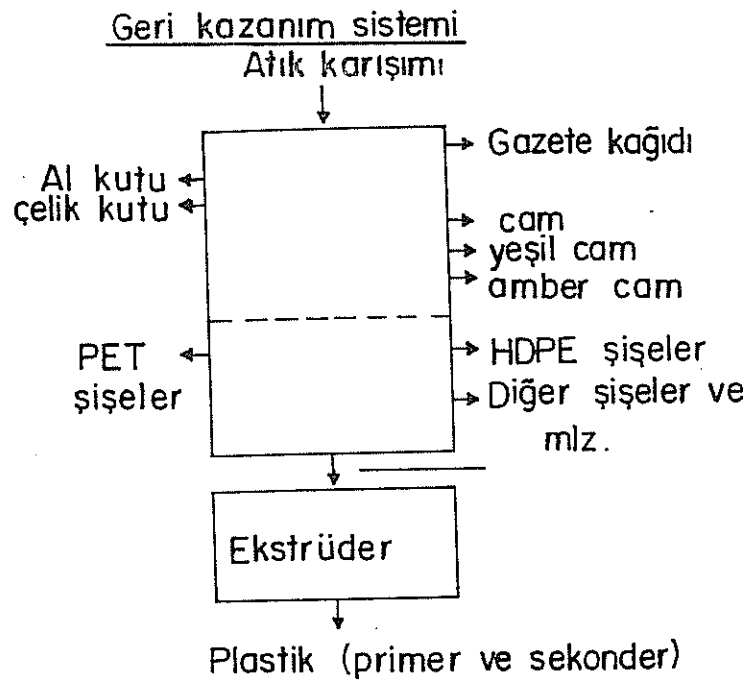 Geri kazanım sistemi
Atık karışımı
Gazete kağıdı
Al kutu
çelik kutu
cam
yeşil cam
amber cam
PET
şişeler
HDPE şişeler
Diğer şişeler ve
mlz.
Ekstrüder
Plastik (primer ve sekonder)